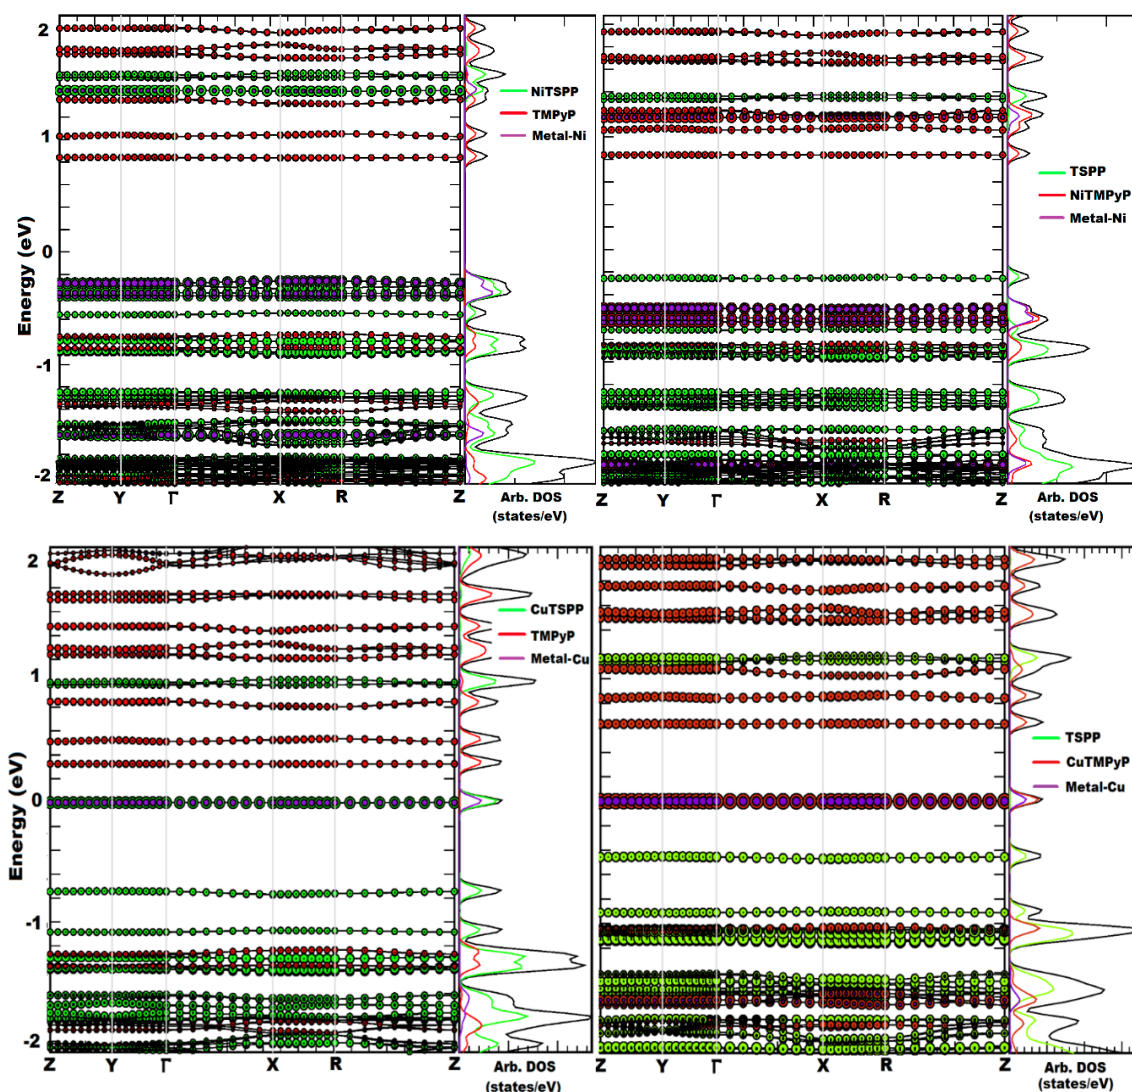 2
1
0
-1
-2
Energy (eV)
NiTSPP
TMPyP
Metal-Ni
Z Y Γ X R Z
Arb. DOS
(states/eV)
TSPP
NiTMPyP
Metal-Ni
Z Y Γ X R Z
Arb. DOS
(states/eV)
2
1
0
-1
-2
Energy (eV)
CuTSPP
TMPyP
Metal-Cu
Z Y Γ X R Z
Arb. DOS
(states/eV)
TSPP
CuTMPyP
Metal-Cu
Z Y Γ X R Z
Arb. DOS
(states/eV)